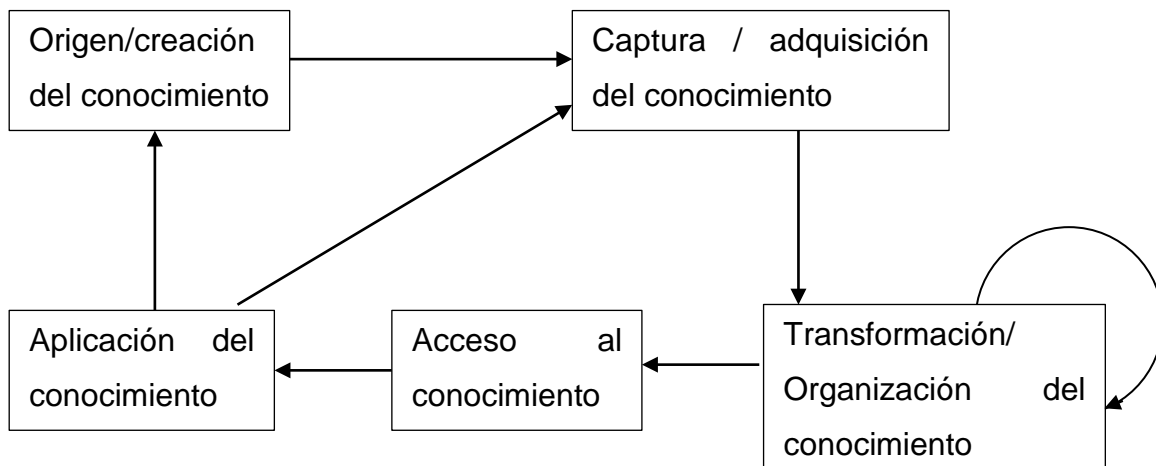 Origen/creación
del conocimiento
Captura / adquisición
del conocimiento
Aplicación del
conocimiento
Acceso al
conocimiento
Transformación/
Organización del
conocimiento